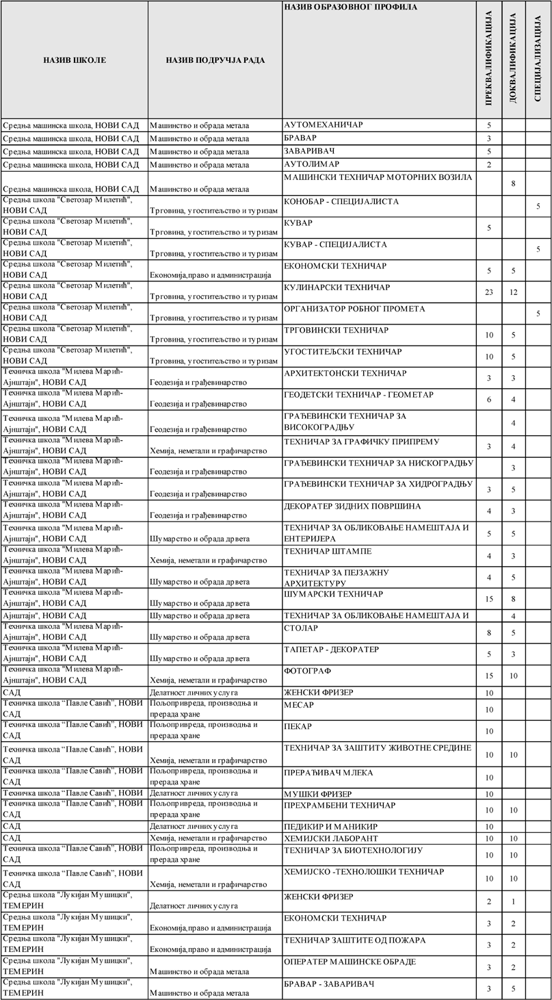 НАЗИВ ШКОЛЕ НАЗИВ ПОДРУЧЈА РАДА НАЗИВ ОБРАЗОВНОГ ПРОФИЛА ПРЕКВАЛИФИКАЦИЈА ДОКВАЛИФИКАЦИЈА СПЕЦИЈАЛИЗАЦИЈА
Средња машинска школа, НОВИ САД Машинство и обрада метала АУТОМЕХАНИЧАР 5
Средња машинска школа, НОВИ САД Машинство и обрада метала БРАВАР 3
Средња машинска школа, НОВИ САД Машинство и обрада метала ЗАВАРИВАЧ 5
Средња машинска школа, НОВИ САД Машинство и обрада метала АУТОЛИМАР 2
Средња машинска школа, НОВИ САД Машинство и обрада метала МАШИНСКИ ТЕХНИЧАР МОТОРНИХ ВОЗИЛА 8
Средња школа "Светозар Милетић",
НОВИ САД Трговина, угоститељство и туризам КОНОБАР - СПЕЦИЈАЛИСТА 5
Средња школа "Светозар Милетић",
НОВИ САД Трговина, угоститељство и туризам КУВАР 5
Средња школа "Светозар Милетић",
НОВИ САД Трговина, угоститељство и туризам КУВАР - СПЕЦИЈАЛИСТА 5
Средња школа "Светозар Милетић",
НОВИ САД Економија,право и администрација ЕКОНОМСКИ ТЕХНИЧАР 5 5
Средња школа "Светозар Милетић",
НОВИ САД Трговина, угоститељство и туризам КУЛИНАРСКИ ТЕХНИЧАР 23 12
Средња школа "Светозар Милетић",
НОВИ САД Трговина, угоститељство и туризам ОРГАНИЗАТОР РОБНОГ ПРОМЕТА 5
Средња школа "Светозар Милетић",
НОВИ САД Трговина, угоститељство и туризам ТРГОВИНСКИ ТЕХНИЧАР 10 5
Средња школа "Светозар Милетић",
НОВИ САД Трговина, угоститељство и туризам УГОСТИТЕЉСКИ ТЕХНИЧАР 10 5
Техничка школа "Милева Марић-
Ајнштајн", НОВИ САД Геодезија и грађевинарство АРХИТЕКТОНСКИ ТЕХНИЧАР 3 3
Техничка школа "Милева Марић-
Ајнштајн", НОВИ САД Геодезија и грађевинарство ГЕОДЕТСКИ ТЕХНИЧАР - ГЕОМЕТАР 6 4
Техничка школа "Милева Марић-
Ајнштајн", НОВИ САД Геодезија и грађевинарство ГРАЂЕВИНСКИ ТЕХНИЧАР ЗА
ВИСОКОГРАДЊУ 4
Техничка школа "Милева Марић-
Ајнштајн", НОВИ САД Хемија, неметали и графичарство ТЕХНИЧАР ЗА ГРАФИЧКУ ПРИПРЕМУ 3 4
Техничка школа "Милева Марић-
Ајнштајн", НОВИ САД Геодезија и грађевинарство ГРАЂЕВИНСКИ ТЕХНИЧАР ЗА НИСКОГРАДЊУ 3
Техничка школа "Милева Марић-
Ајнштајн", НОВИ САД Геодезија и грађевинарство ГРАЂЕВИНСКИ ТЕХНИЧАР ЗА ХИДРОГРАДЊУ 3 5
Техничка школа "Милева Марић-
Ајнштајн", НОВИ САД Геодезија и грађевинарство ДЕКОРАТЕР ЗИДНИХ ПОВРШИНА 4 3
Техничка школа "Милева Марић-
Ајнштајн", НОВИ САД Шумарство и обрада дрвета ТЕХНИЧАР ЗА ОБЛИКОВАЊЕ НАМЕШТАЈА И
ЕНТЕРИЈЕРА 5 5
Техничка школа "Милева Марић-
Ајнштајн", НОВИ САД Хемија, неметали и графичарство ТЕХНИЧАР ШТАМПЕ 4 3
Техничка школа "Милева Марић-
Ајнштајн", НОВИ САД Шумарство и обрада дрвета ТЕХНИЧАР ЗА ПЕЈЗАЖНУ
АРХИТЕКТУРУ 4 5
Техничка школа "Милева Марић-
Ајнштајн", НОВИ САД Шумарство и обрада дрвета ШУМАРСКИ ТЕХНИЧАР 15 8
Ајнштајн", НОВИ САД Шумарство и обрада дрвета ТЕХНИЧАР ЗА ОБЛИКОВАЊЕ НАМЕШТАЈА И 4
Техничка школа "Милева Марић-
Ајнштајн", НОВИ САД Шумарство и обрада дрвета СТОЛАР 8 5
Техничка школа "Милева Марић-
Ајнштајн", НОВИ САД Шумарство и обрада дрвета ТАПЕТАР - ДЕКОРАТЕР 5 3
Техничка школа "Милева Марић-
Ајнштајн", НОВИ САД Хемија, неметали и графичарство ФОТОГРАФ 15 10
САД Делатност личних услуга ЖЕНСКИ ФРИЗЕР 10
Техничка школа “Павле Савић”, НОВИ
САД Пољопривреда, производња и
прерада хране МЕСАР 10
Техничка школа “Павле Савић”, НОВИ
САД Пољопривреда, производња и
прерада хране ПЕКАР 10
Техничка школа “Павле Савић”, НОВИ
САД Хемија, неметали и графичарство ТЕХНИЧАР ЗА ЗАШТИТУ ЖИВОТНЕ СРЕДИНЕ 10 10
Техничка школа “Павле Савић”, НОВИ
САД Пољопривреда, производња и
прерада хране ПРЕРАЂИВАЧ МЛЕКА 10
Техничка школа “Павле Савић”, НОВИ Делатност личних услуга МУШКИ ФРИЗЕР 10
Техничка школа “Павле Савић”, НОВИ
САД Пољопривреда, производња и
прерада хране ПРЕХРАМБЕНИ ТЕХНИЧАР 10 10
САД Делатност личних услуга ПЕДИКИР И МАНИКИР 10
САД Хемија, неметали и графичарство ХЕМИЈСКИ ЛАБОРАНТ 10 10
Техничка школа “Павле Савић”, НОВИ
САД Пољопривреда, производња и
прерада хране ТЕХНИЧАР ЗА БИОТЕХНОЛОГИЈУ 10 10
Техничка школа “Павле Савић”, НОВИ
САД Хемија, неметали и графичарство ХЕМИЈСКО -ТЕХНОЛОШКИ ТЕХНИЧАР 10 10
Средња школа "Лукијан Мушицки",
ТЕМЕРИН Делатност личних услуга ЖЕНСКИ ФРИЗЕР 2 1
Средња школа "Лукијан Мушицки",
ТЕМЕРИН Економија,право и администрација ЕКОНОМСКИ ТЕХНИЧАР 3 2
Средња школа "Лукијан Мушицки",
ТЕМЕРИН Економија,право и администрација ТЕХНИЧАР ЗАШТИТЕ ОД ПОЖАРА 3 2
Средња школа "Лукијан Мушицки",
ТЕМЕРИН Машинство и обрада метала ОПЕРАТЕР МАШИНСКЕ ОБРАДЕ 3 2
Средња школа "Лукијан Мушицки",
ТЕМЕРИН Машинство и обрада метала БРАВАР - ЗАВАРИВАЧ 3 5